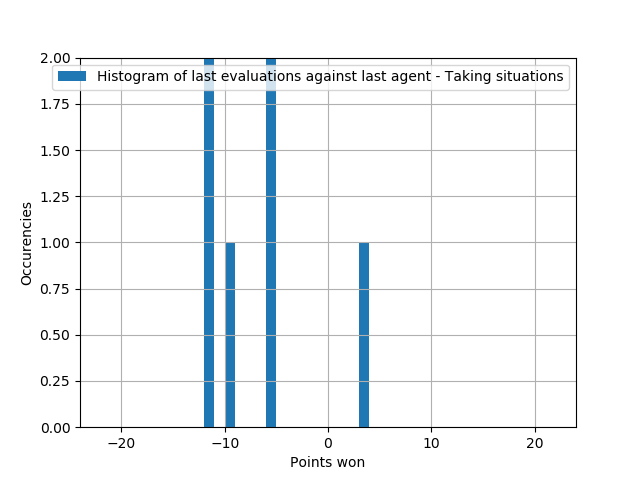 Histogram of last evaluations against last agent - Taking situations
2.00
1.75
1.50
1.25
1.00
0.75
0.50
0.25
0.00
Occurencies
−20 −10 0 10 20
Points won